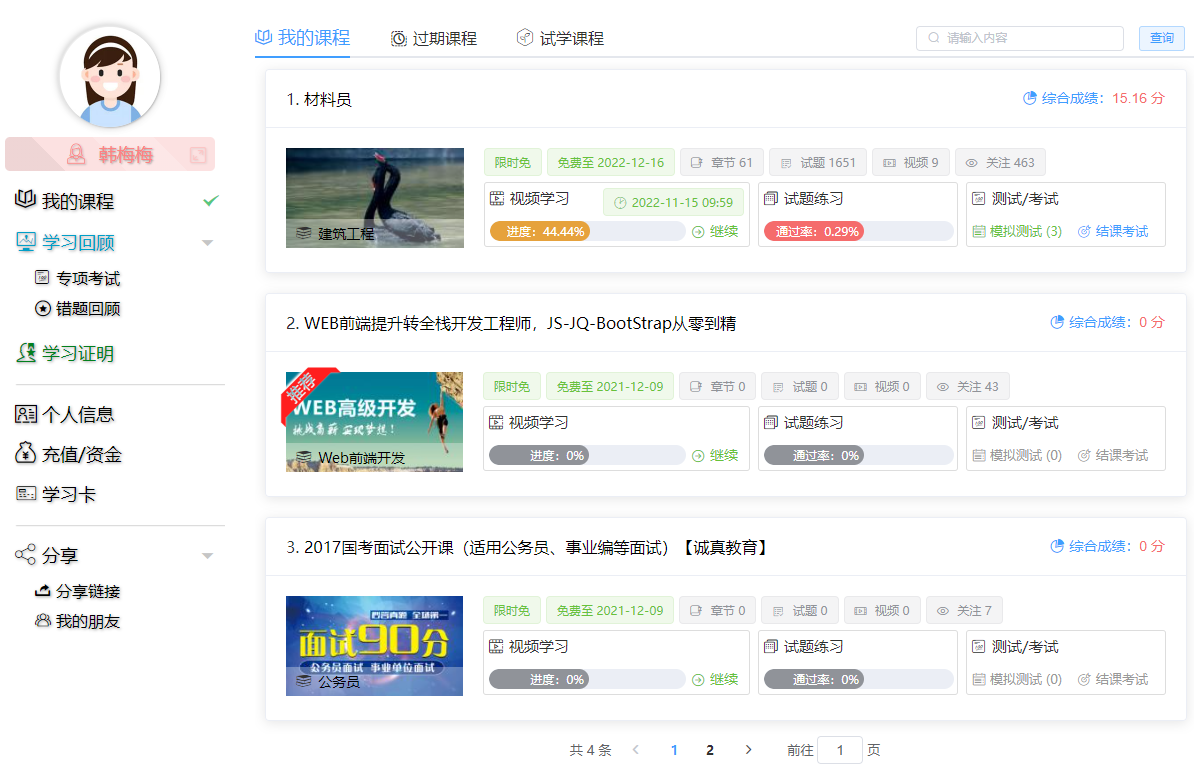 我的课程
过期课程
试学课程
请输入内容
查询
韩梅梅
我的课程
学习回顾
专项考试
错题回顾
学习证明
个人信息
充值/资金
学习卡
分享
分享链接
我的朋友
1. 材料员
综合成绩：15.16 分
建筑工程
限时免
免费至 2022-12-16
章节 61
试题 1651
视频 9
关注 463
视频学习
2022-11-15 09:59
进度：44.44%
继续
试题练习
通过率：0.29%
测试/考试
模拟测试 (3)
结课考试
2. WEB前端提升转全栈开发工程师，JS-JQ-BootStrap从零到精
综合成绩：0 分
推荐
WEB高级开发
挑战高薪 实现梦想！
Web前端开发
限时免
免费至 2021-12-09
章节 0
试题 0
视频 0
关注 43
视频学习
进度：0%
继续
试题练习
通过率：0%
测试/考试
模拟测试 (0)
结课考试
3. 2017国考面试公开课（适用公务员、事业编等面试）【诚真教育】
综合成绩：0 分
面试90分
公务员面试 事业单位面试
公务员
限时免
免费至 2021-12-09
章节 0
试题 0
视频 0
关注 7
视频学习
进度：0%
继续
试题练习
通过率：0%
测试/考试
模拟测试 (0)
结课考试
共 4 条
1
2
前往
1
页